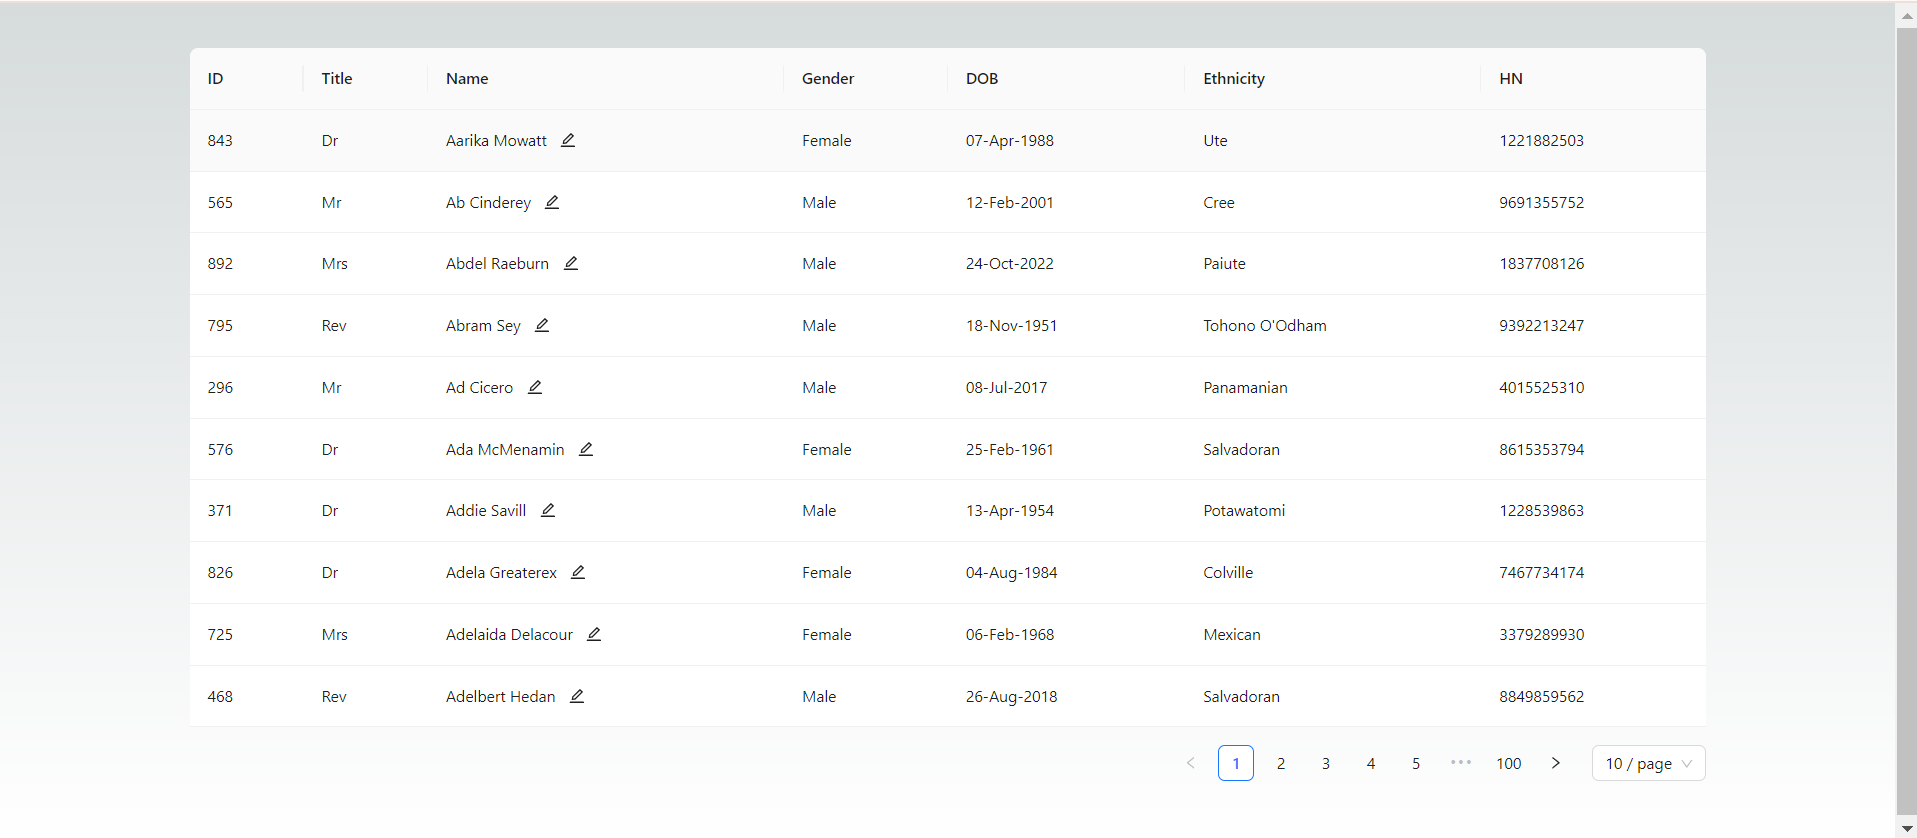 ID Title Name Gender DOB Ethnicity HN
843 Dr Aarika Mowatt Female 07-Apr-1988 Ute 1221882503
565 Mr Ab Cinderey Male 12-Feb-2001 Cree 9691355752
892 Mrs Abdel Raeburn Male 24-Oct-2022 Paiute 1837708126
795 Rev Abram Sey Male 18-Nov-1951 Tohono O'Odham 9392213247
296 Mr Ad Cicero Male 08-Jul-2017 Panamanian 4015525310
576 Dr Ada McMenamin Female 25-Feb-1961 Salvadoran 8615353794
371 Dr Addie Savill Male 13-Apr-1954 Potawatomi 1228539863
826 Dr Adela Greaterex Female 04-Aug-1984 Colville 7467734174
725 Mrs Adelaida Delacour Female 06-Feb-1968 Mexican 3379289930
468 Rev Adelbert Hedan Male 26-Aug-2018 Salvadoran 8849859562
1 2 3 4 5 ••• 100 10 / page